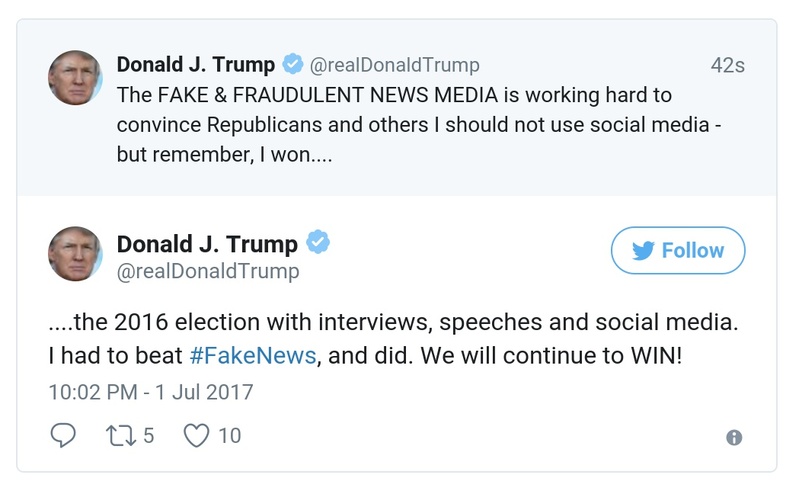 Donald J. Trump @realDonaldTrump 42s
The FAKE & FRAUDULENT NEWS MEDIA is working hard to
convince Republicans and others I should not use social media -
but remember, I won....
Donald J. Trump
@realDonaldTrump
Follow
....the 2016 election with interviews, speeches and social media.
I had to beat #FakeNews, and did. We will continue to WIN!
10:02 PM - 1 Jul 2017
5 10